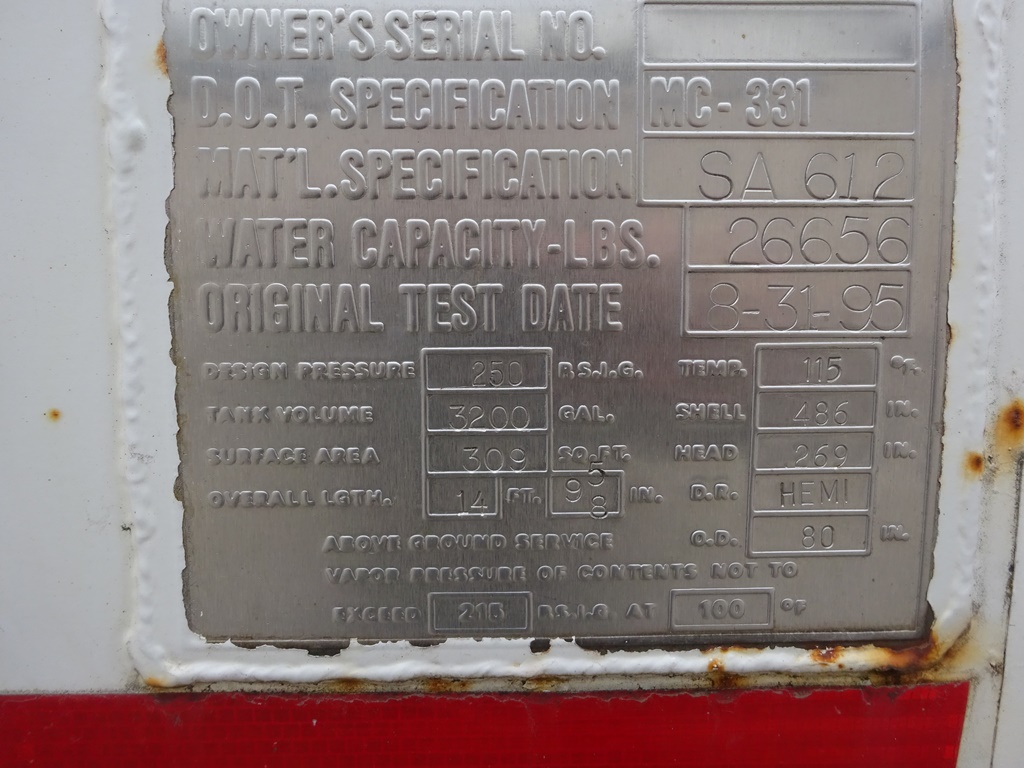 OWNER'S SERIAL NO.
D.O.T. SPECIFICATION MC-331
MAT'L. SPECIFICATION SA 612
WATER CAPACITY-LBS. 26656
ORIGINAL TEST DATE 8-31-95
DESIGN PRESSURE 250 P.S.I.G. TEMP. 115 °F.
TANK VOLUME 3200 GAL. SHELL .486 IN.
SURFACE AREA 309 SQ.FT. HEAD .269 IN.
OVERALL LGTH. 14 FT. 9 5/8 IN. D.R. HEMI
ABOVE GROUND SERVICE O.D. 80 IN.
VAPOR PRESSURE OF CONTENTS NOT TO
EXCEED 215 P.S.I.G. AT 100 °F